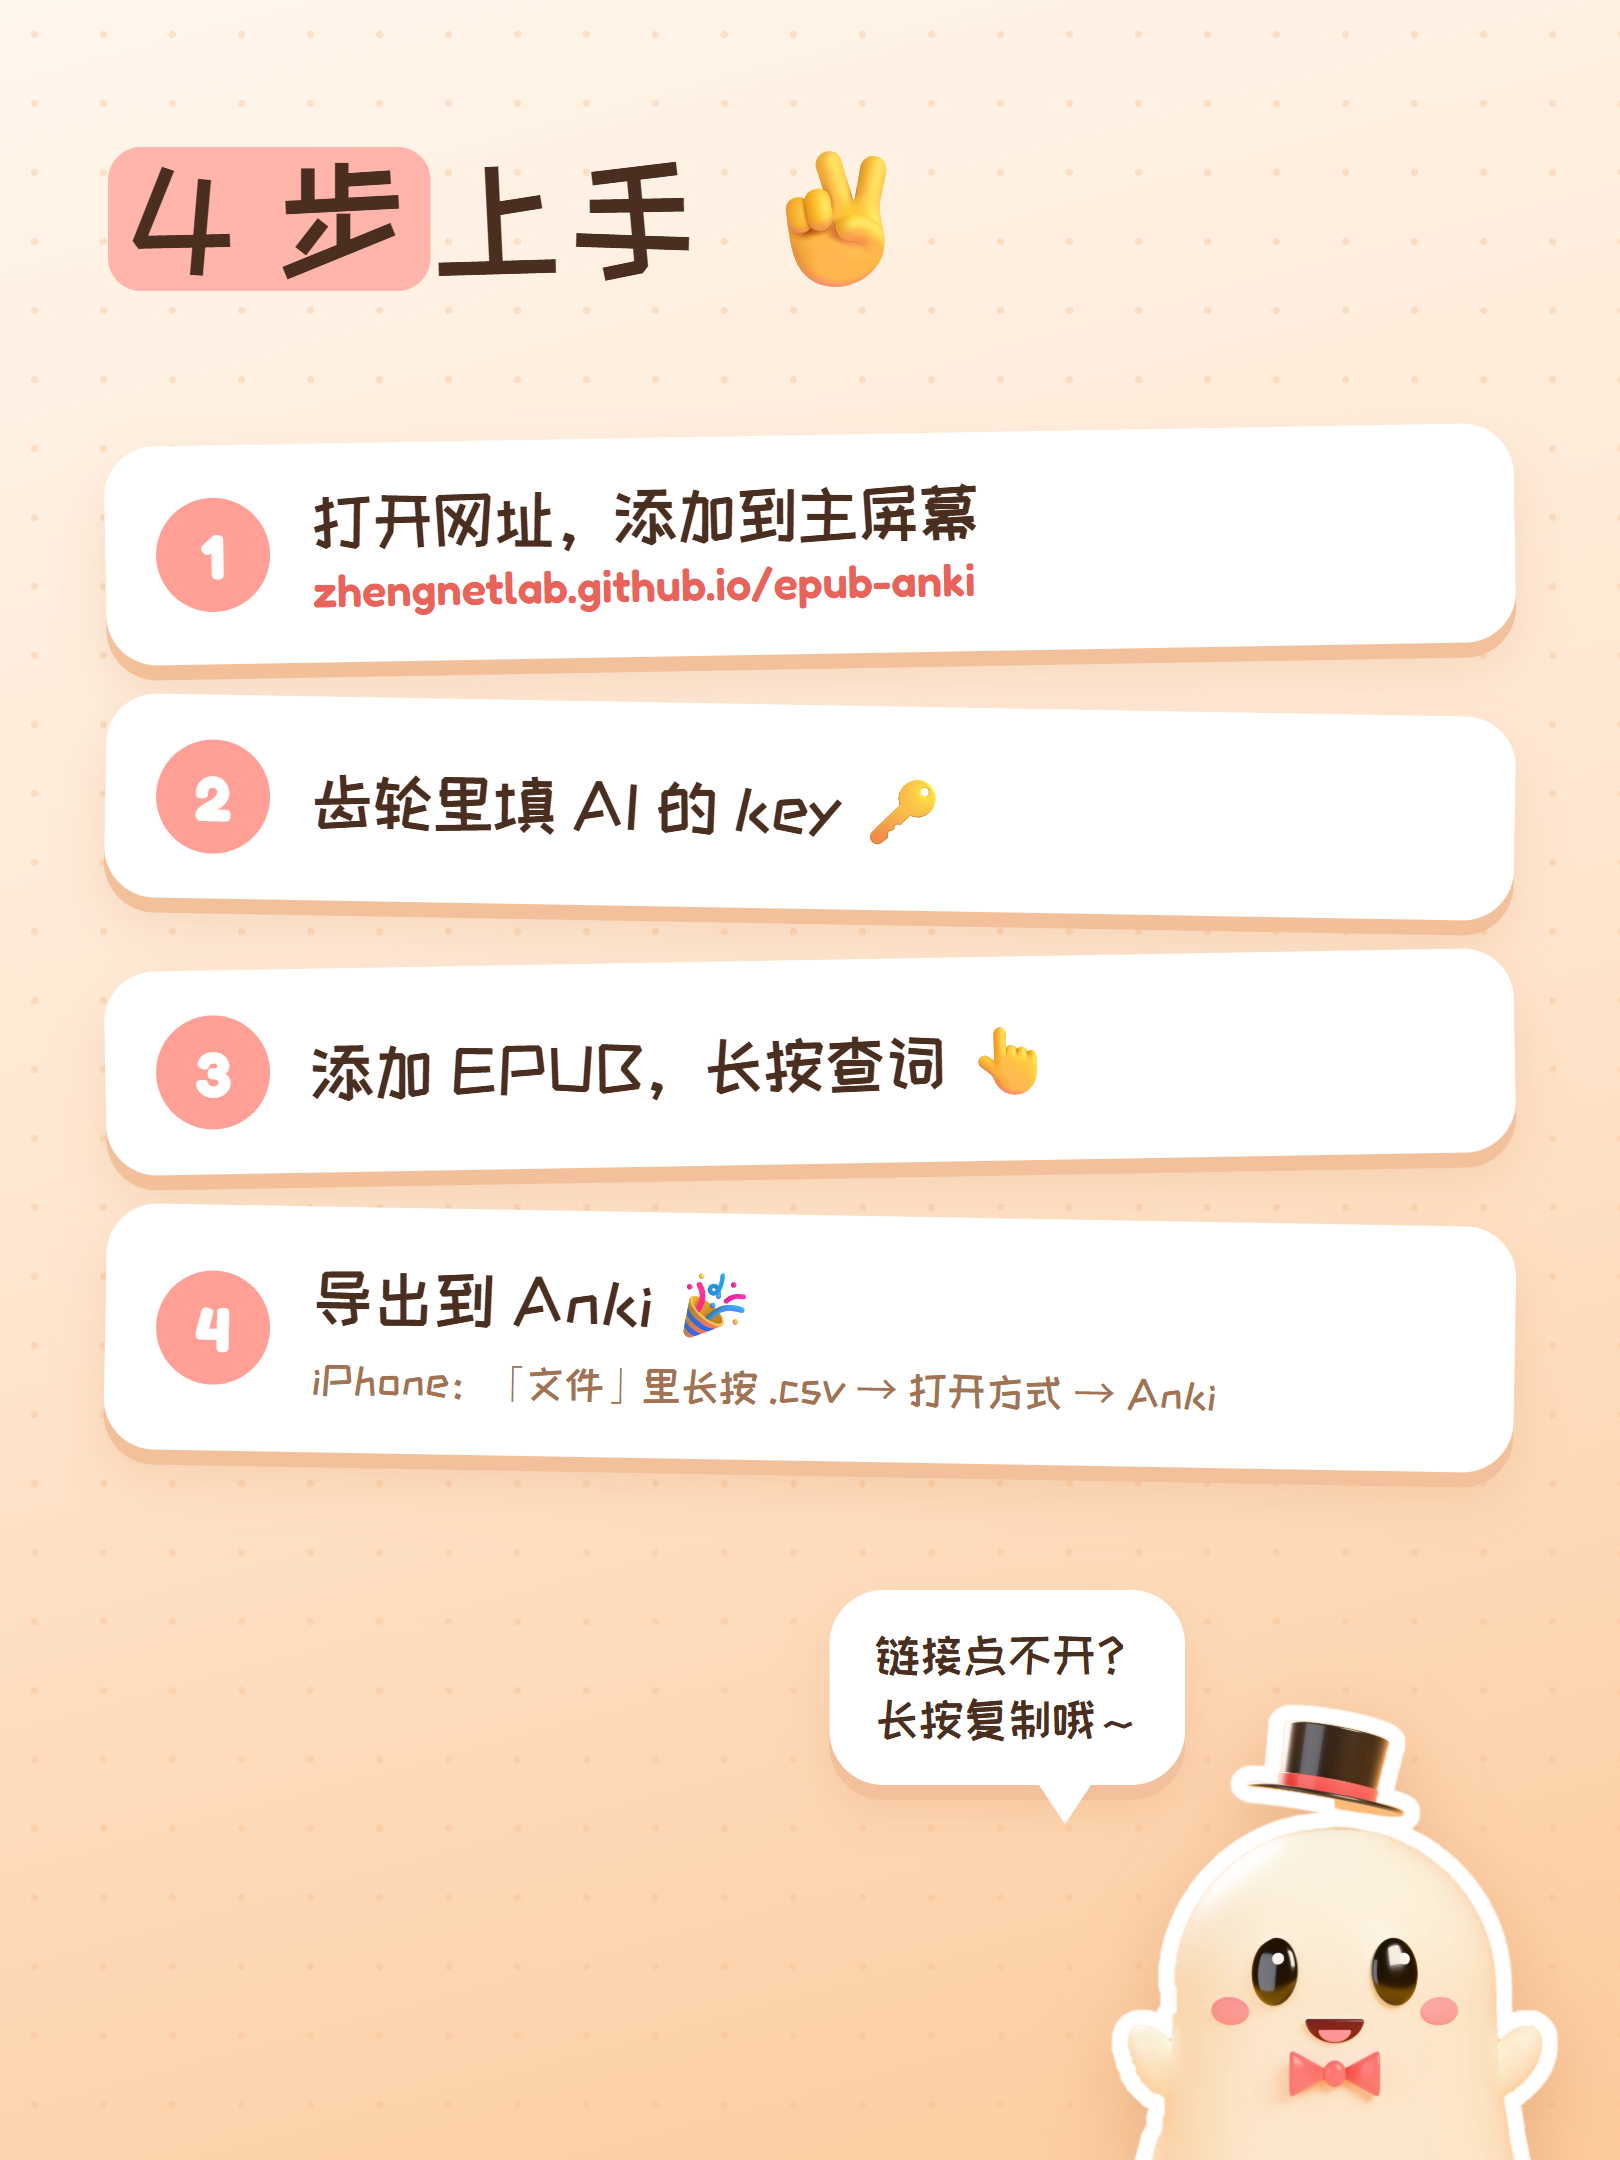 4 步上手 ✌️
1
打开网址，添加到主屏幕
zhengnetlab.github.io/epub-anki
2
齿轮里填 AI 的 key 🔑
3
添加 EPUB，长按查词 👆
4
导出到 Anki 🎉
iPhone：「文件」里长按 .csv → 打开方式 → Anki
链接点不开？
长按复制哦～